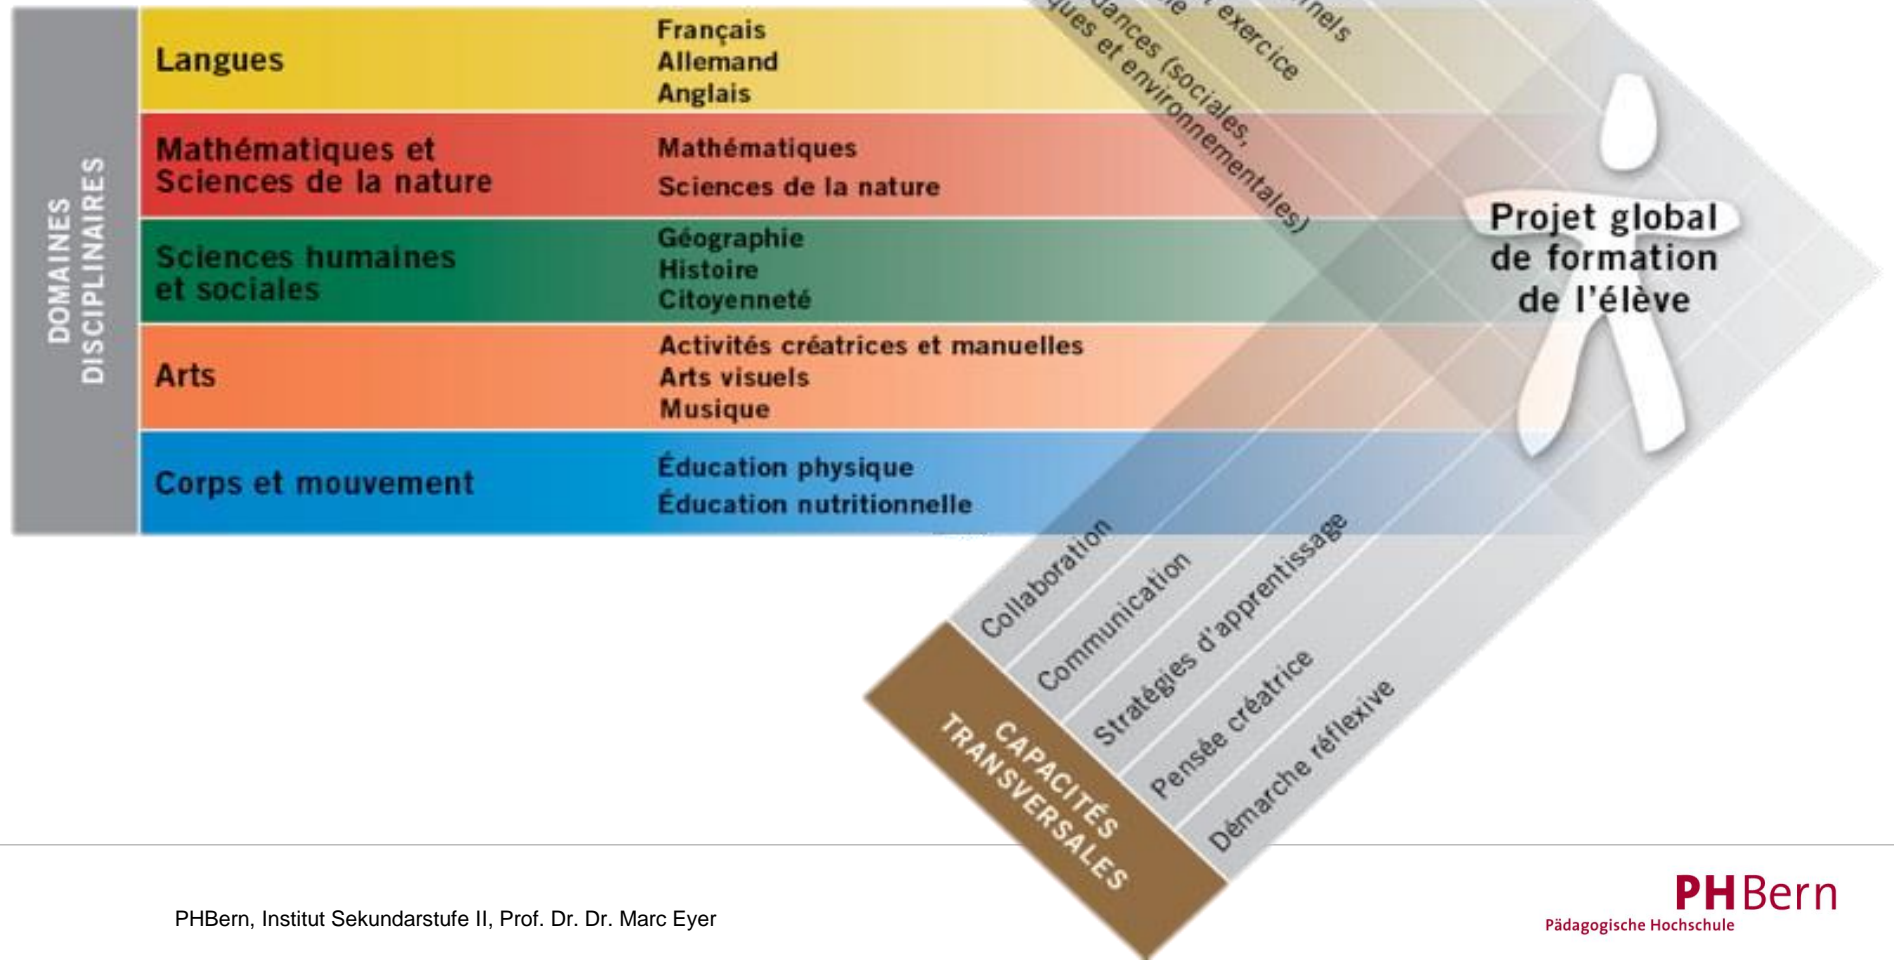 DOMAINES
DISCIPLINAIRES
Langues
Français
Allemand
Anglais
Mathématiques et
Sciences de la nature
Mathématiques
Sciences de la nature
Sciences humaines
et sociales
Géographie
Histoire
Citoyenneté
Arts
Activités créatrices et manuelles
Arts visuels
Musique
Corps et mouvement
Éducation physique
Éducation nutritionnelle
exercice
(sociales,
et environnementales)
Projet global
de formation
de l'élève
Collaboration
Communication
Stratégies d'apprentissage
Pensée créatrice
Démarche réflexive
CAPACITÉS
TRANSVERSALES
PHBern, Institut Sekundarstufe II, Prof. Dr. Dr. Marc Eyer
PHBern
Pädagogische Hochschule